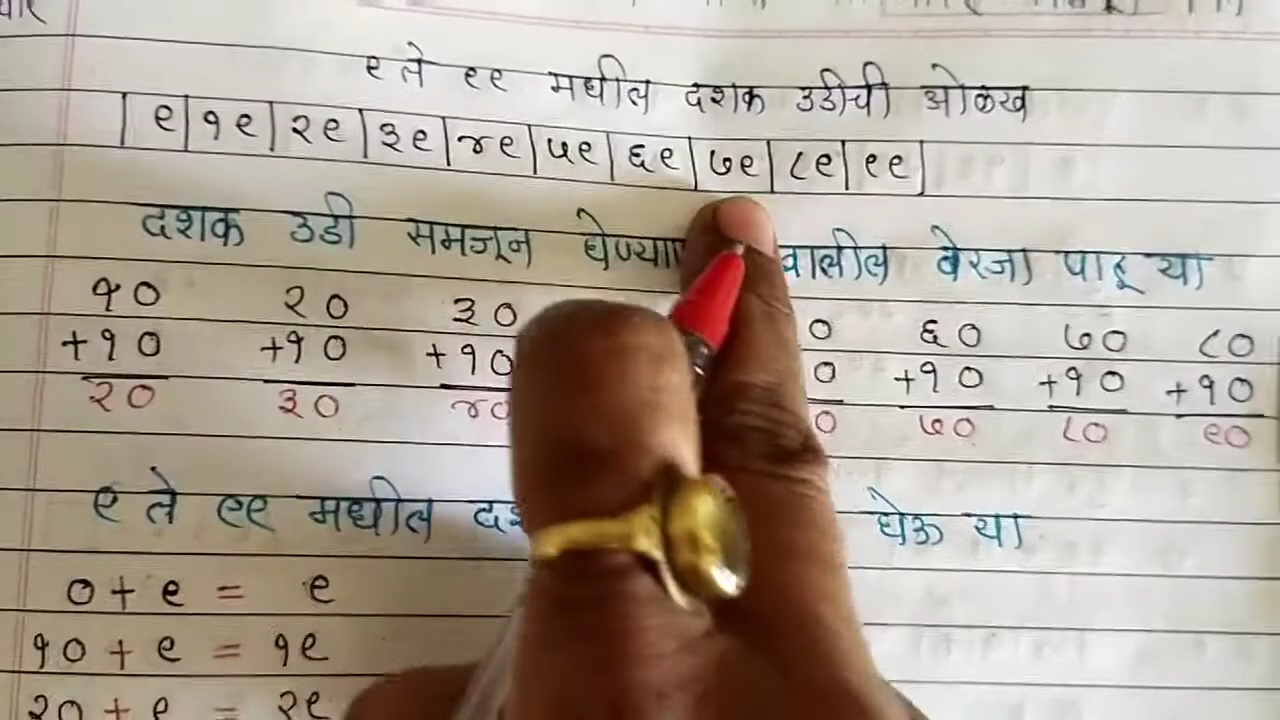 ९ ते ९९ मधील दशक उडीची ओळख
९ १९ २९ ३९ ४९ ५९ ६९ ७९ ८९ ९९
दशक उडी समजून बेरजा पाहू या
१० २० ३० ६० ७० ८०
+१० +१० +१० +१० +१० +१०
२० ३० ४० ७० ८० ९०
९ ते ९९ मधील घेऊ या
० + ९ = ९
१० + ९ = १९
२० + ९ = २९